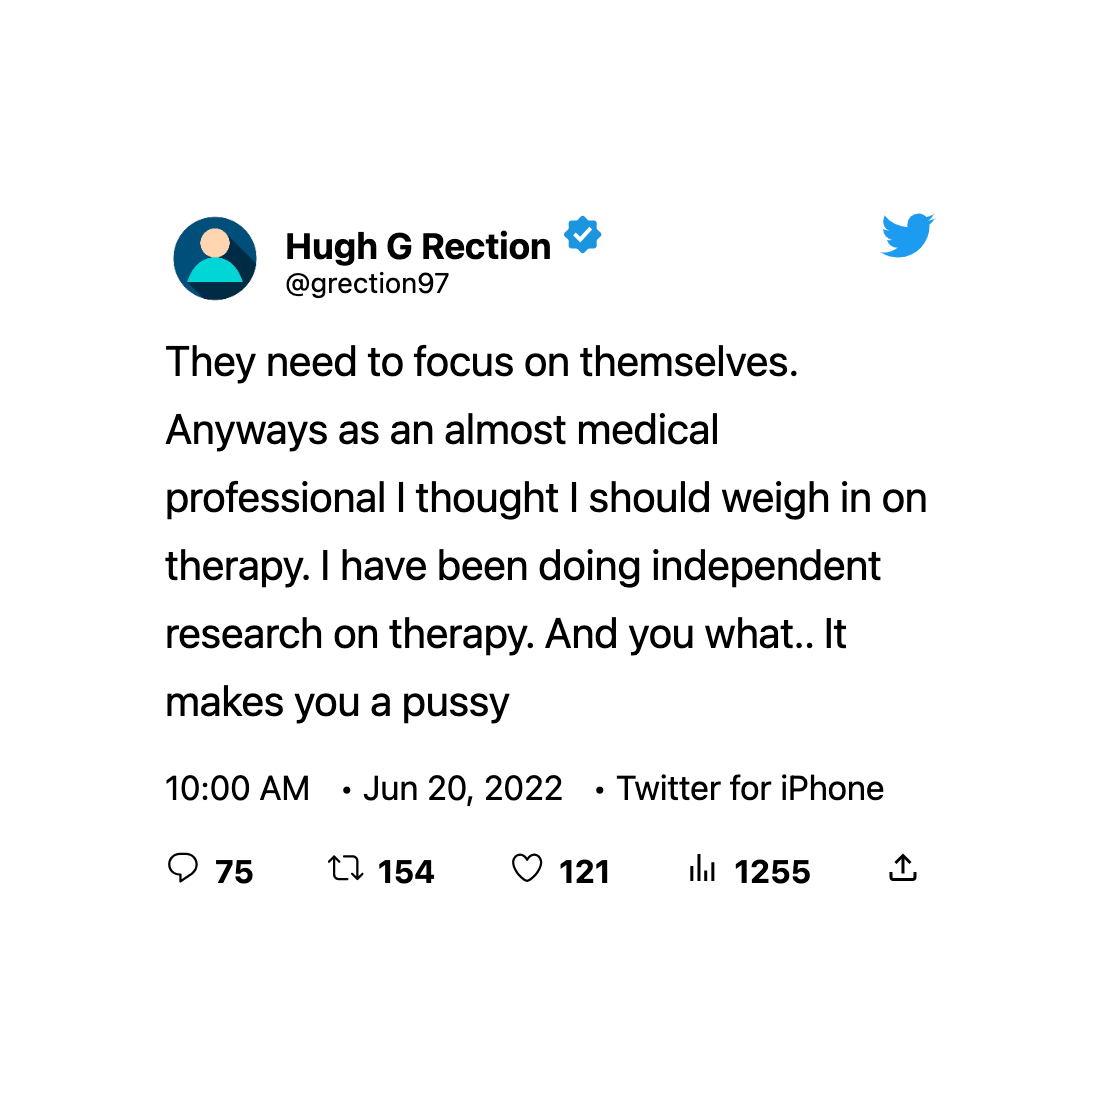 Hugh G Rection
@grection97
They need to focus on themselves.
Anyways as an almost medical
professional I thought I should weigh in on
therapy. I have been doing independent
research on therapy. And you what.. It
makes you a pussy
10:00 AM • Jun 20, 2022 • Twitter for iPhone
75 154 121 1255